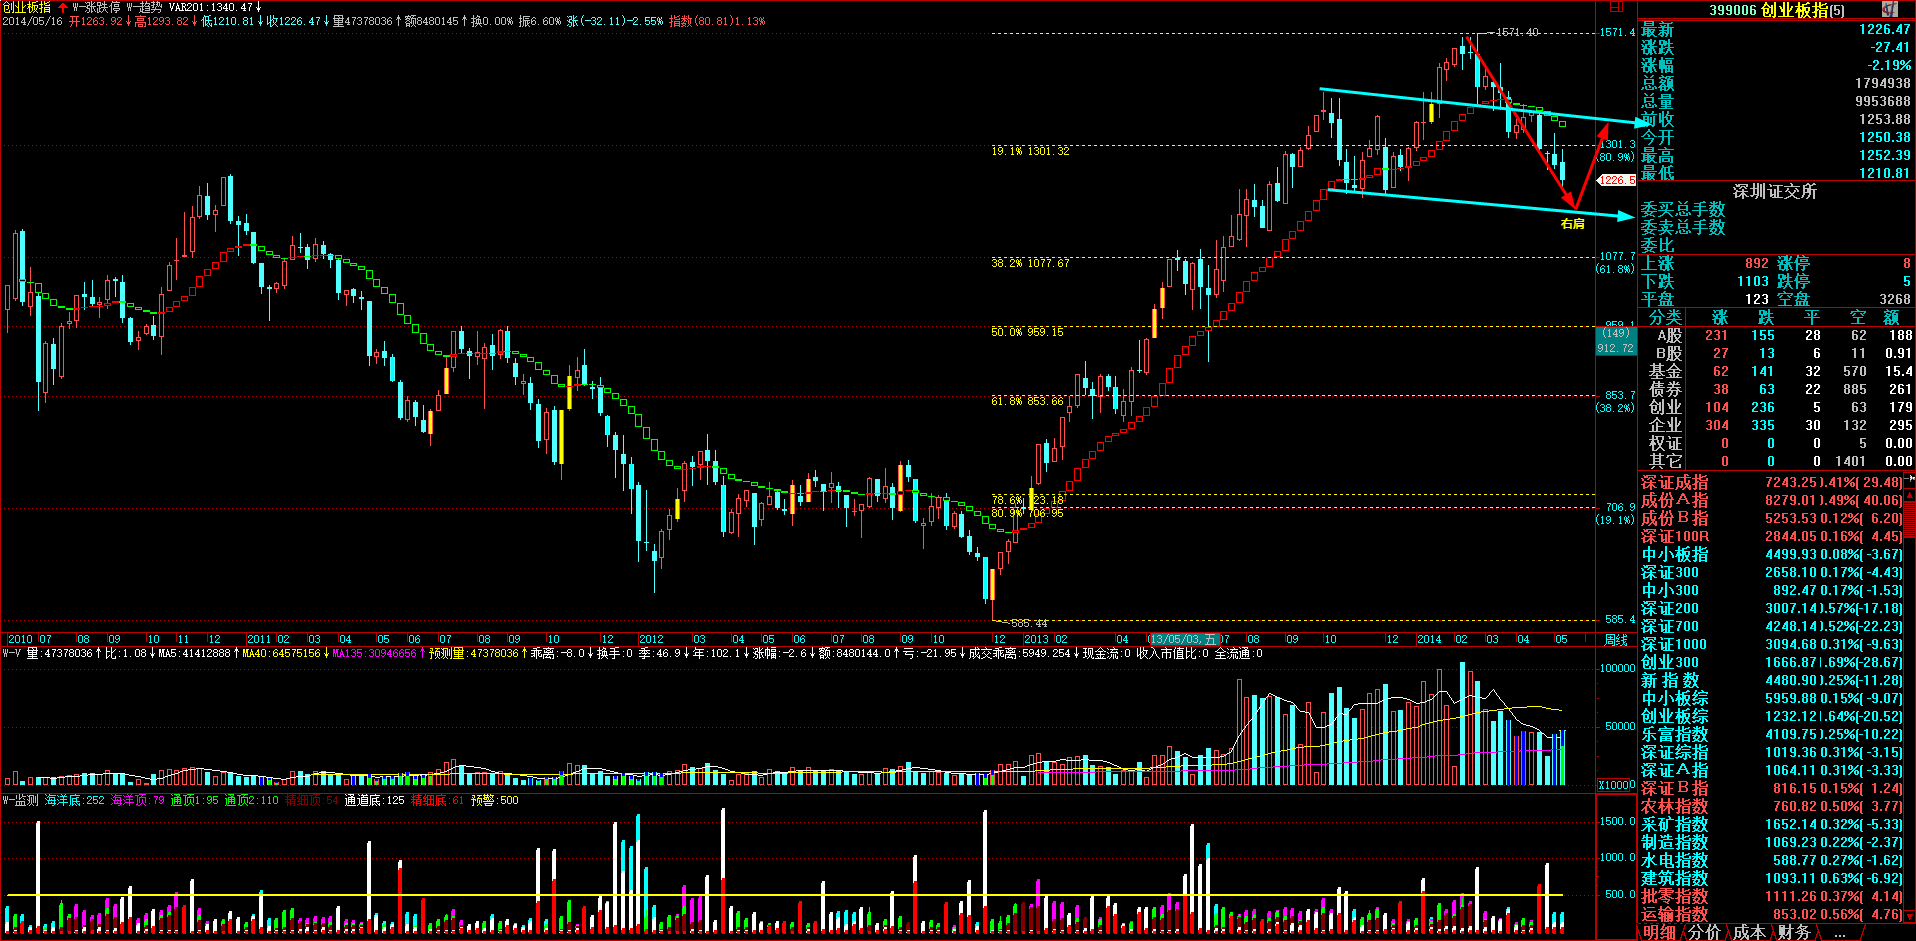 创业板指 ↑ W-涨跌停 W-趋势 VAR201:1340.47↓
2014/05/16 开1263.92↓高1293.82↓低1210.81↓收1226.47↓量47378036↑额8480145↑换0.00% 振6.60% 涨(-32.11)-2.55% 指数(80.81)1.13%
日
1571.40
1571.4
19.1% 1301.32
1301.3
(80.9%)
1226.5
右肩
38.2% 1077.67
1077.7
(61.8%)
50.0% 959.15
959.1
(149)
912.72
61.8% 853.66
853.7
(38.2%)
78.6% 723.18
80.9% 706.95
706.9
(19.1%)
585.44
585.4
2010 07 08 09 10 11 12 2011 02 03 04 05 06 07 08 09 10 12 2012 03 04 05 06 07 08 09 10 12 2013 02 04 13/05/03,五 07 08 09 10 12 2014 02 03 04 05 周线
W-V 量:47378036↑比:1.08↓MA5:41412888↑MA40:64575156↓MA135:30946656↑预测量:47378036↑乖离:-8.0↓换手:0 季:46.9↓年:102.1↓涨幅:-2.6↓额:8480144.0↑亏:-21.95↓成交乖离:5949.254↓现金流:0 收入市值比:0 全流通:0
100000
50000
X10000
W-监测 海洋底:252 海洋顶:79 通顶1:95 通顶2:110 精细顶:54 通道底:125 精细底:61 预警:500
1500.0
1000.0
500.0
399006 创业板指(5)
最新 1226.47
涨跌 -27.41
涨幅 -2.19%
总额 1794938
总量 9953688
前收 1253.88
今开 1250.38
最高 1252.39
最低 1210.81
深圳证交所
委买总手数
委卖总手数
委比
上涨 892 涨停 8
下跌 1103 跌停 5
平盘 123 空盘 3268
分类 涨 跌 平 空 额
A股 231 155 28 62 188
B股 27 13 6 11 0.91
基金 62 141 32 570 15.4
债券 38 63 22 885 261
创业 104 236 5 63 179
企业 304 335 30 132 295
权证 0 0 0 5 0.00
其它 0 0 0 1401 0.00
深证成指 7243.25 .41%[ 29.48]
成份A指 8279.01 .49%[ 40.06]
成份B指 5253.53 0.12%[ 6.20]
深证100R 2844.05 0.16%[ 4.45]
中小板指 4499.93 0.08%[ -3.67]
深证300 2658.10 0.17%[ -4.43]
中小300 892.47 0.17%[ -1.53]
深证200 3007.14 .57%[-17.18]
深证700 4248.14 .52%[-22.23]
深证1000 3094.68 0.31%[ -9.63]
创业300 1666.87 .69%[-28.67]
新指数 4480.90 .25%[-11.28]
中小板综 5959.88 0.15%[ -9.07]
创业板综 1232.12 .64%[-20.52]
乐富指数 4109.75 .25%[-10.22]
深证综指 1019.36 0.31%[ -3.15]
深证A指 1064.11 0.31%[ -3.33]
深证B指 816.15 0.15%[ 1.24]
农林指数 760.82 0.50%[ 3.77]
采矿指数 1652.14 0.32%[ -5.33]
制造指数 1069.23 0.22%[ -2.37]
水电指数 588.77 0.27%[ -1.62]
建筑指数 1093.11 0.63%[ -6.92]
批零指数 1111.26 0.37%[ 4.14]
运输指数 853.02 0.56%[ 4.76]
明细 分价 成本 财务 ...